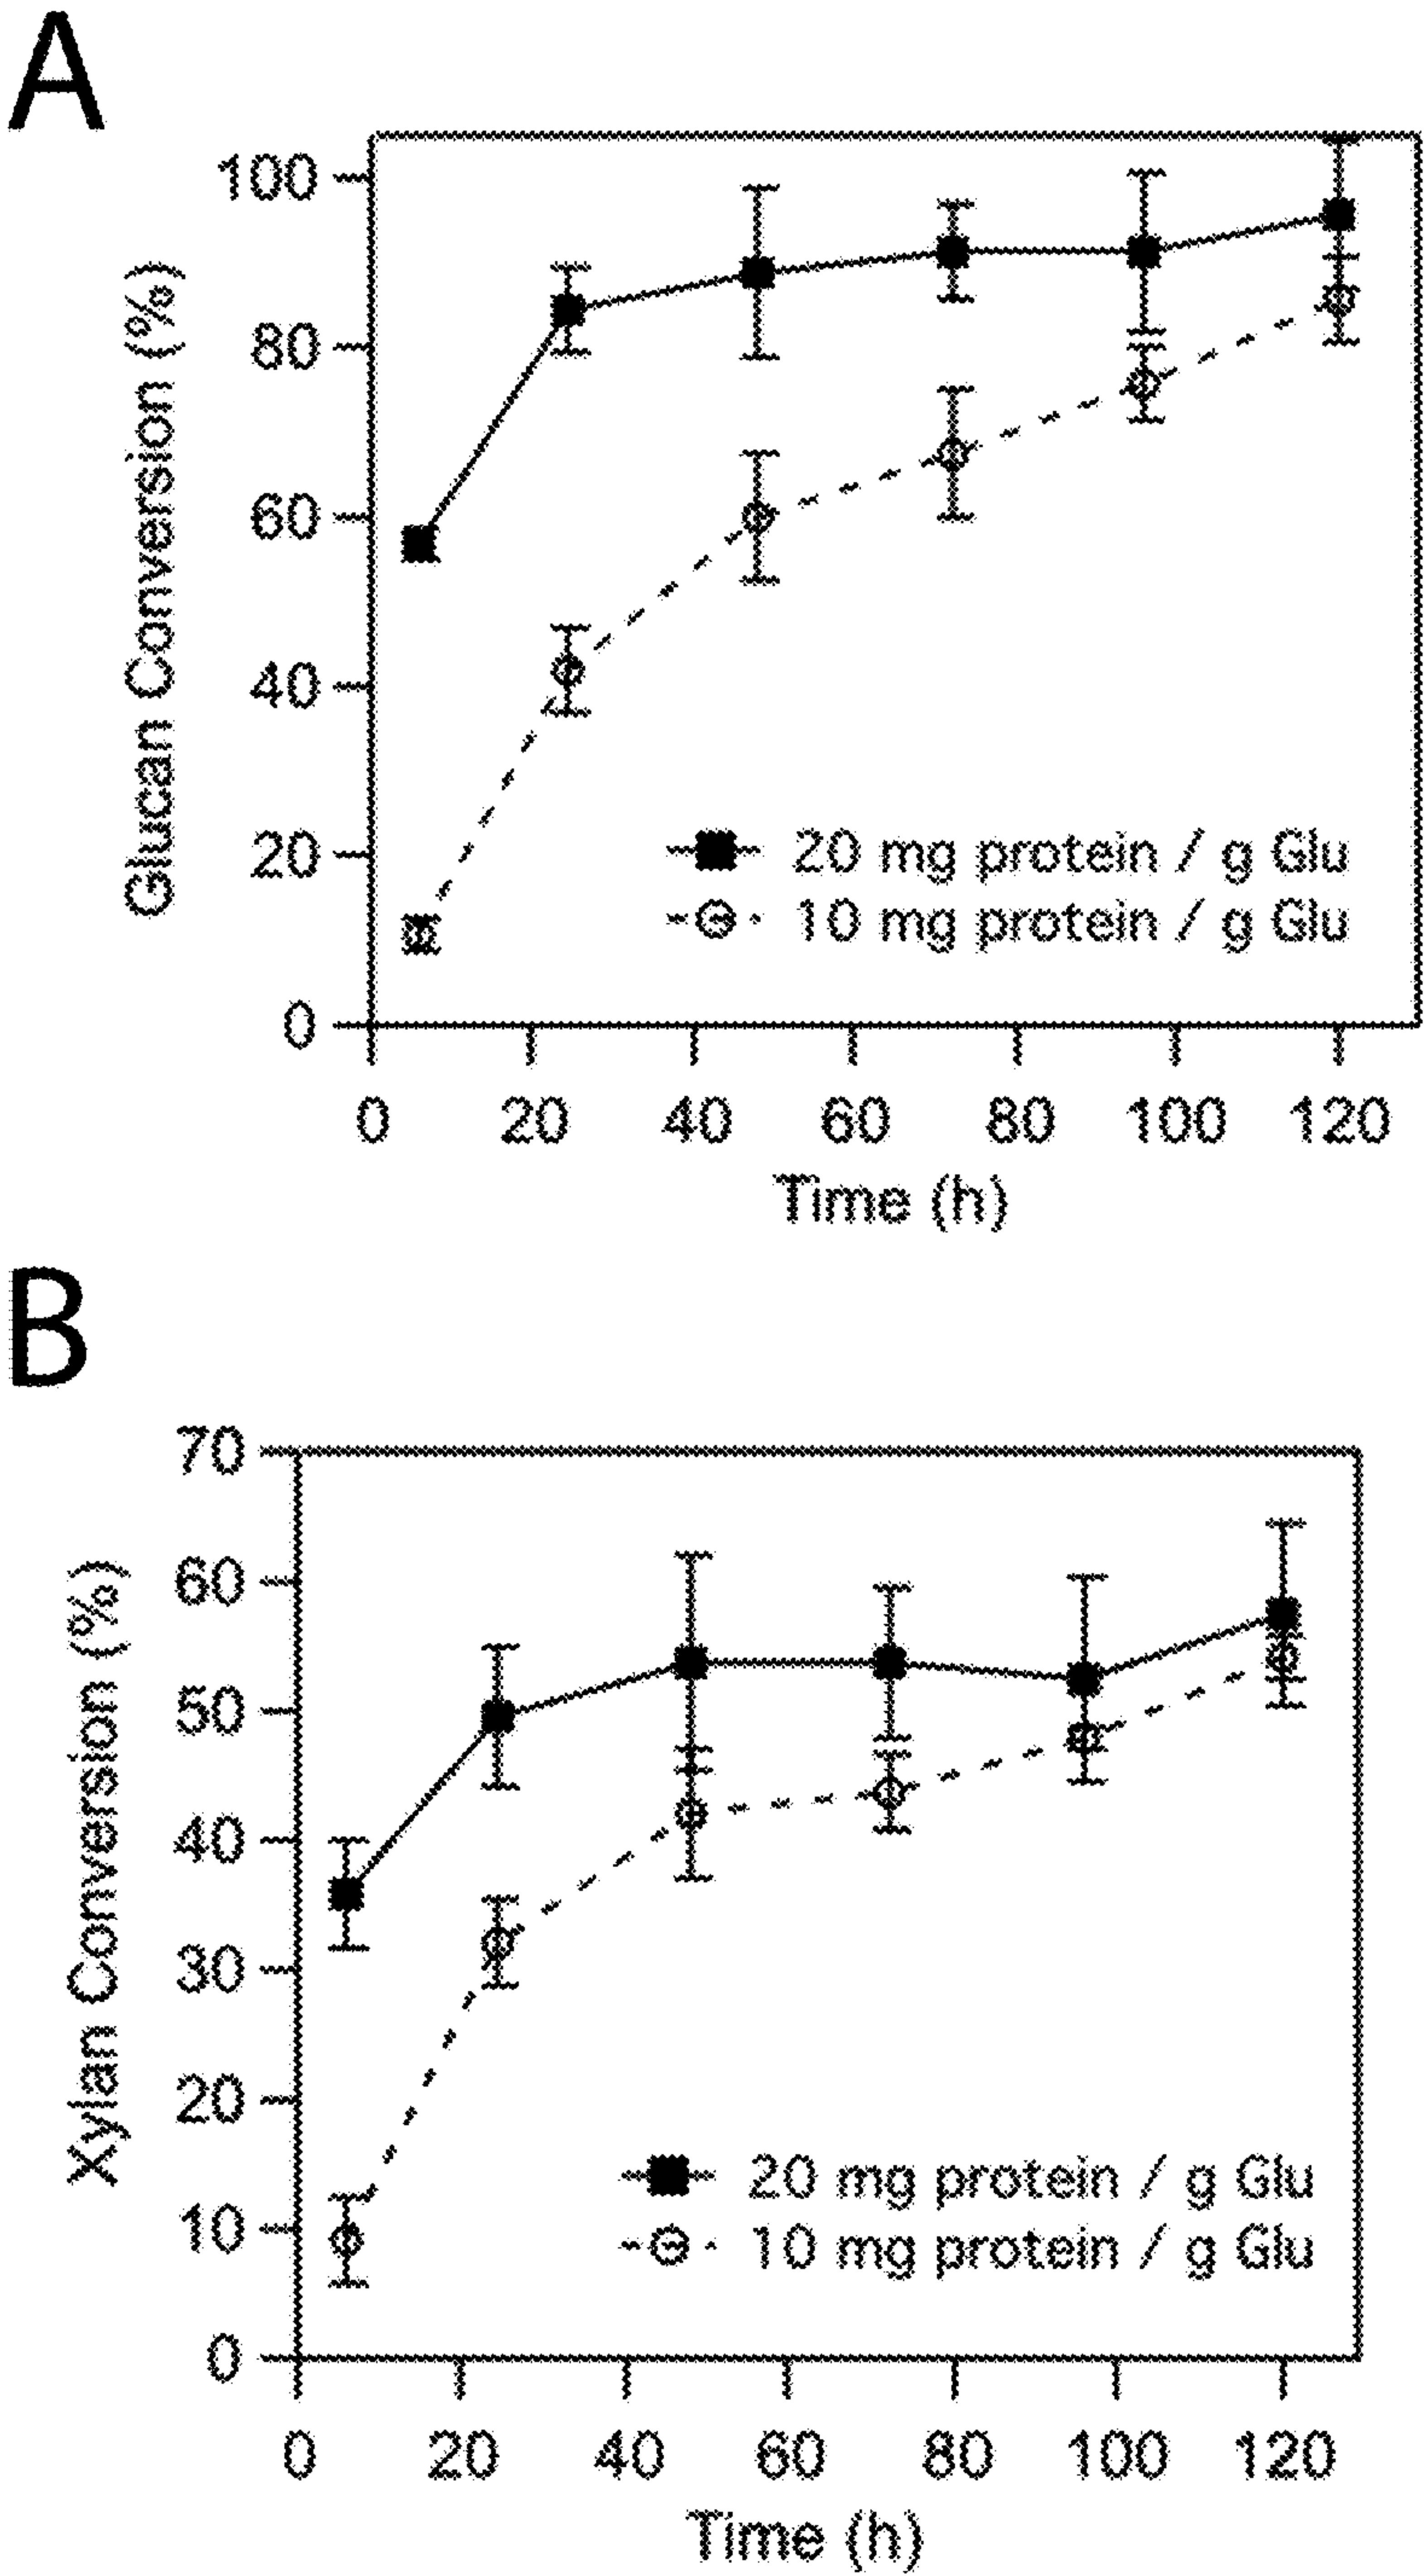 A
Glucan Conversion (%)
100
80
60
40
20
0
20 mg protein / g Glu
10 mg protein / g Glu
0 20 40 60 80 100 120
Time (h)
B
Xylan Conversion (%)
70
60
50
40
30
20
10
0
20 mg protein / g Glu
10 mg protein / g Glu
0 20 40 60 80 100 120
Time (h)